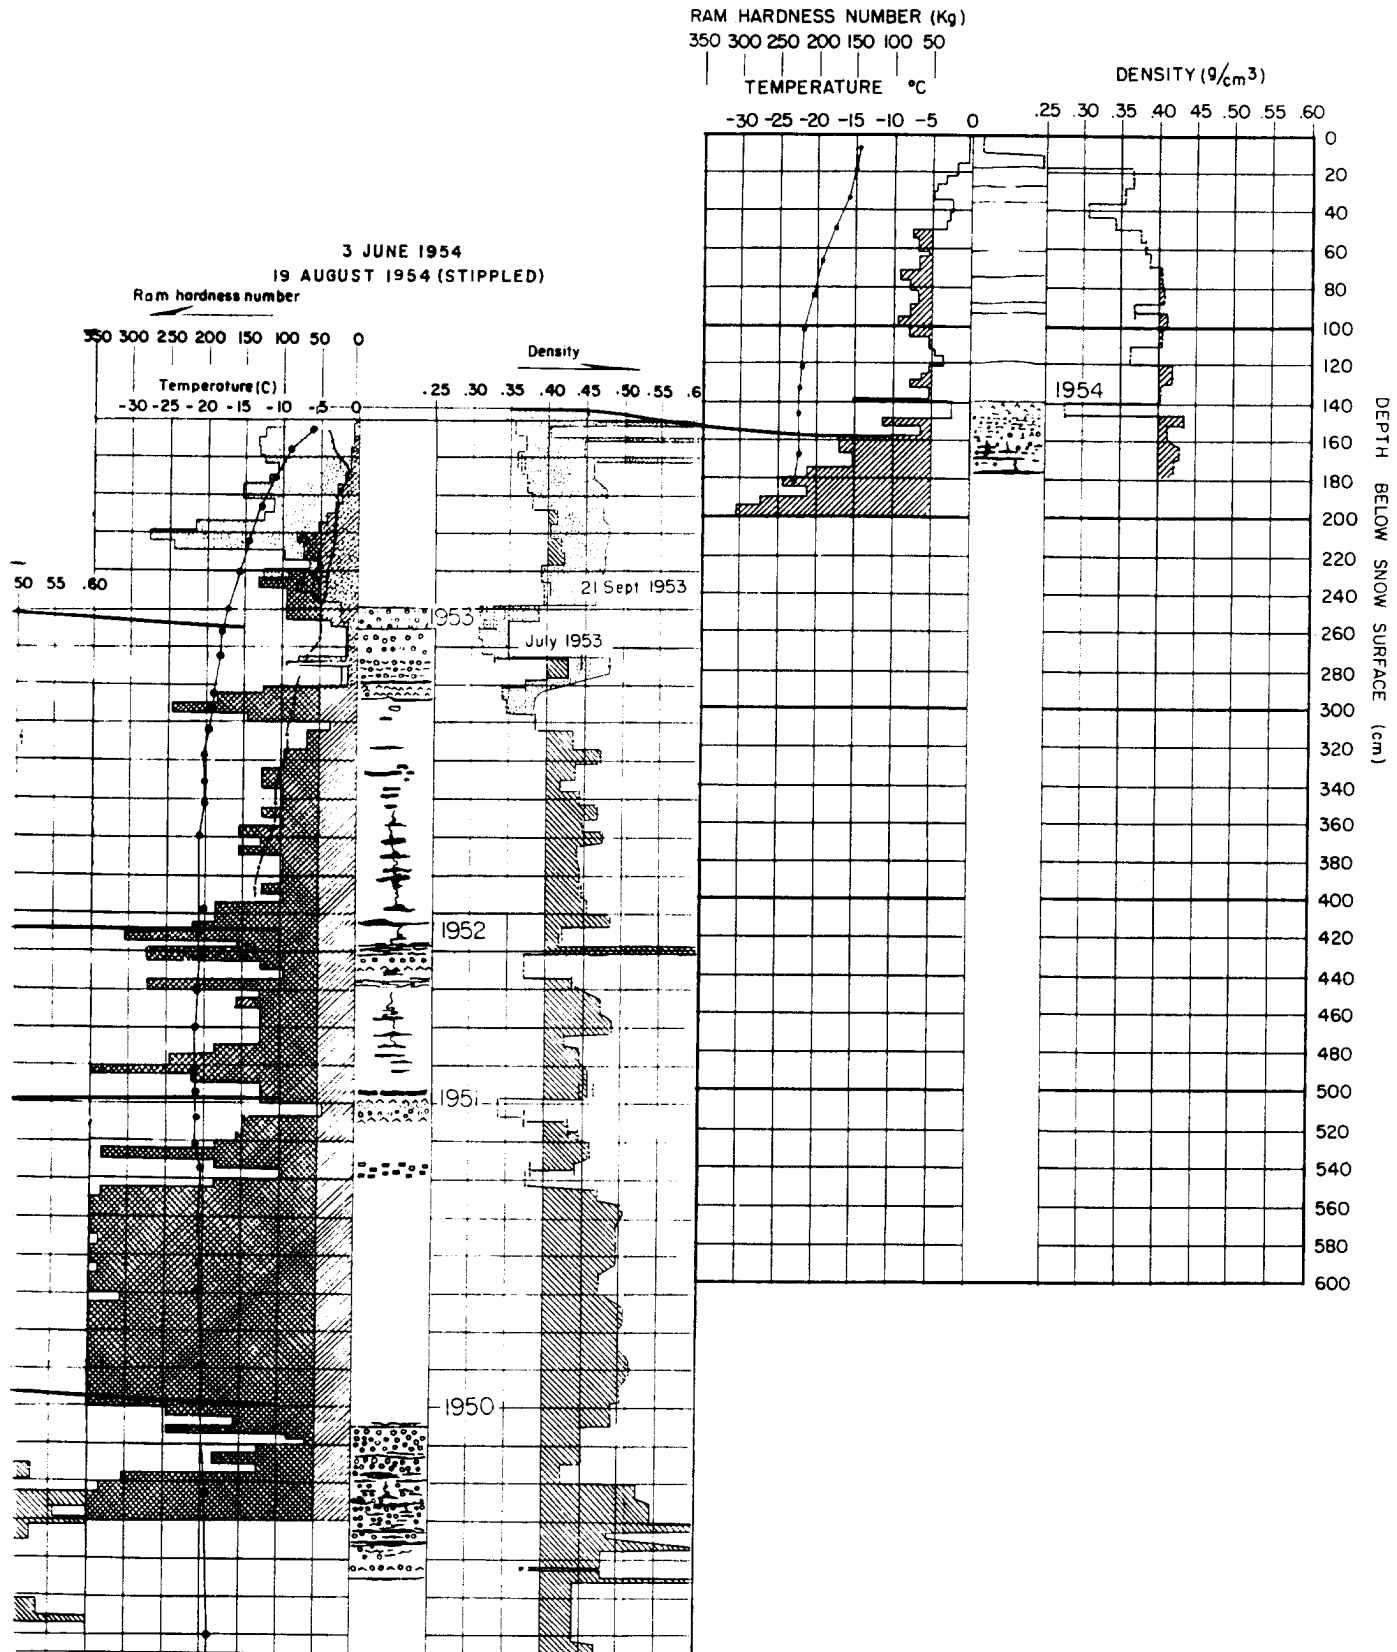 RAM HARDNESS NUMBER (Kg)
350 300 250 200 150 100 50
TEMPERATURE °C
DENSITY (g/cm3)
-30 -25 -20 -15 -10 -5 0
.25 .30 .35 .40 .45 .50 .55 .60
0
20
40
60
80
100
120
140
160
180
200
220
240
260
280
300
320
340
360
380
400
420
440
460
480
500
520
540
560
580
600
DEPTH BELOW SNOW SURFACE (cm)
1954
3 JUNE 1954
19 AUGUST 1954 (STIPPLED)
Ram hardness number
350 300 250 200 150 100 50 0
Density
Temperature (C)
-30 -25 -20 -15 -10 -5 0
.25 .30 .35 .40 .45 .50 .55 .6
50 55 .60
21 Sept 1953
1953
July 1953
1952
1951
1950